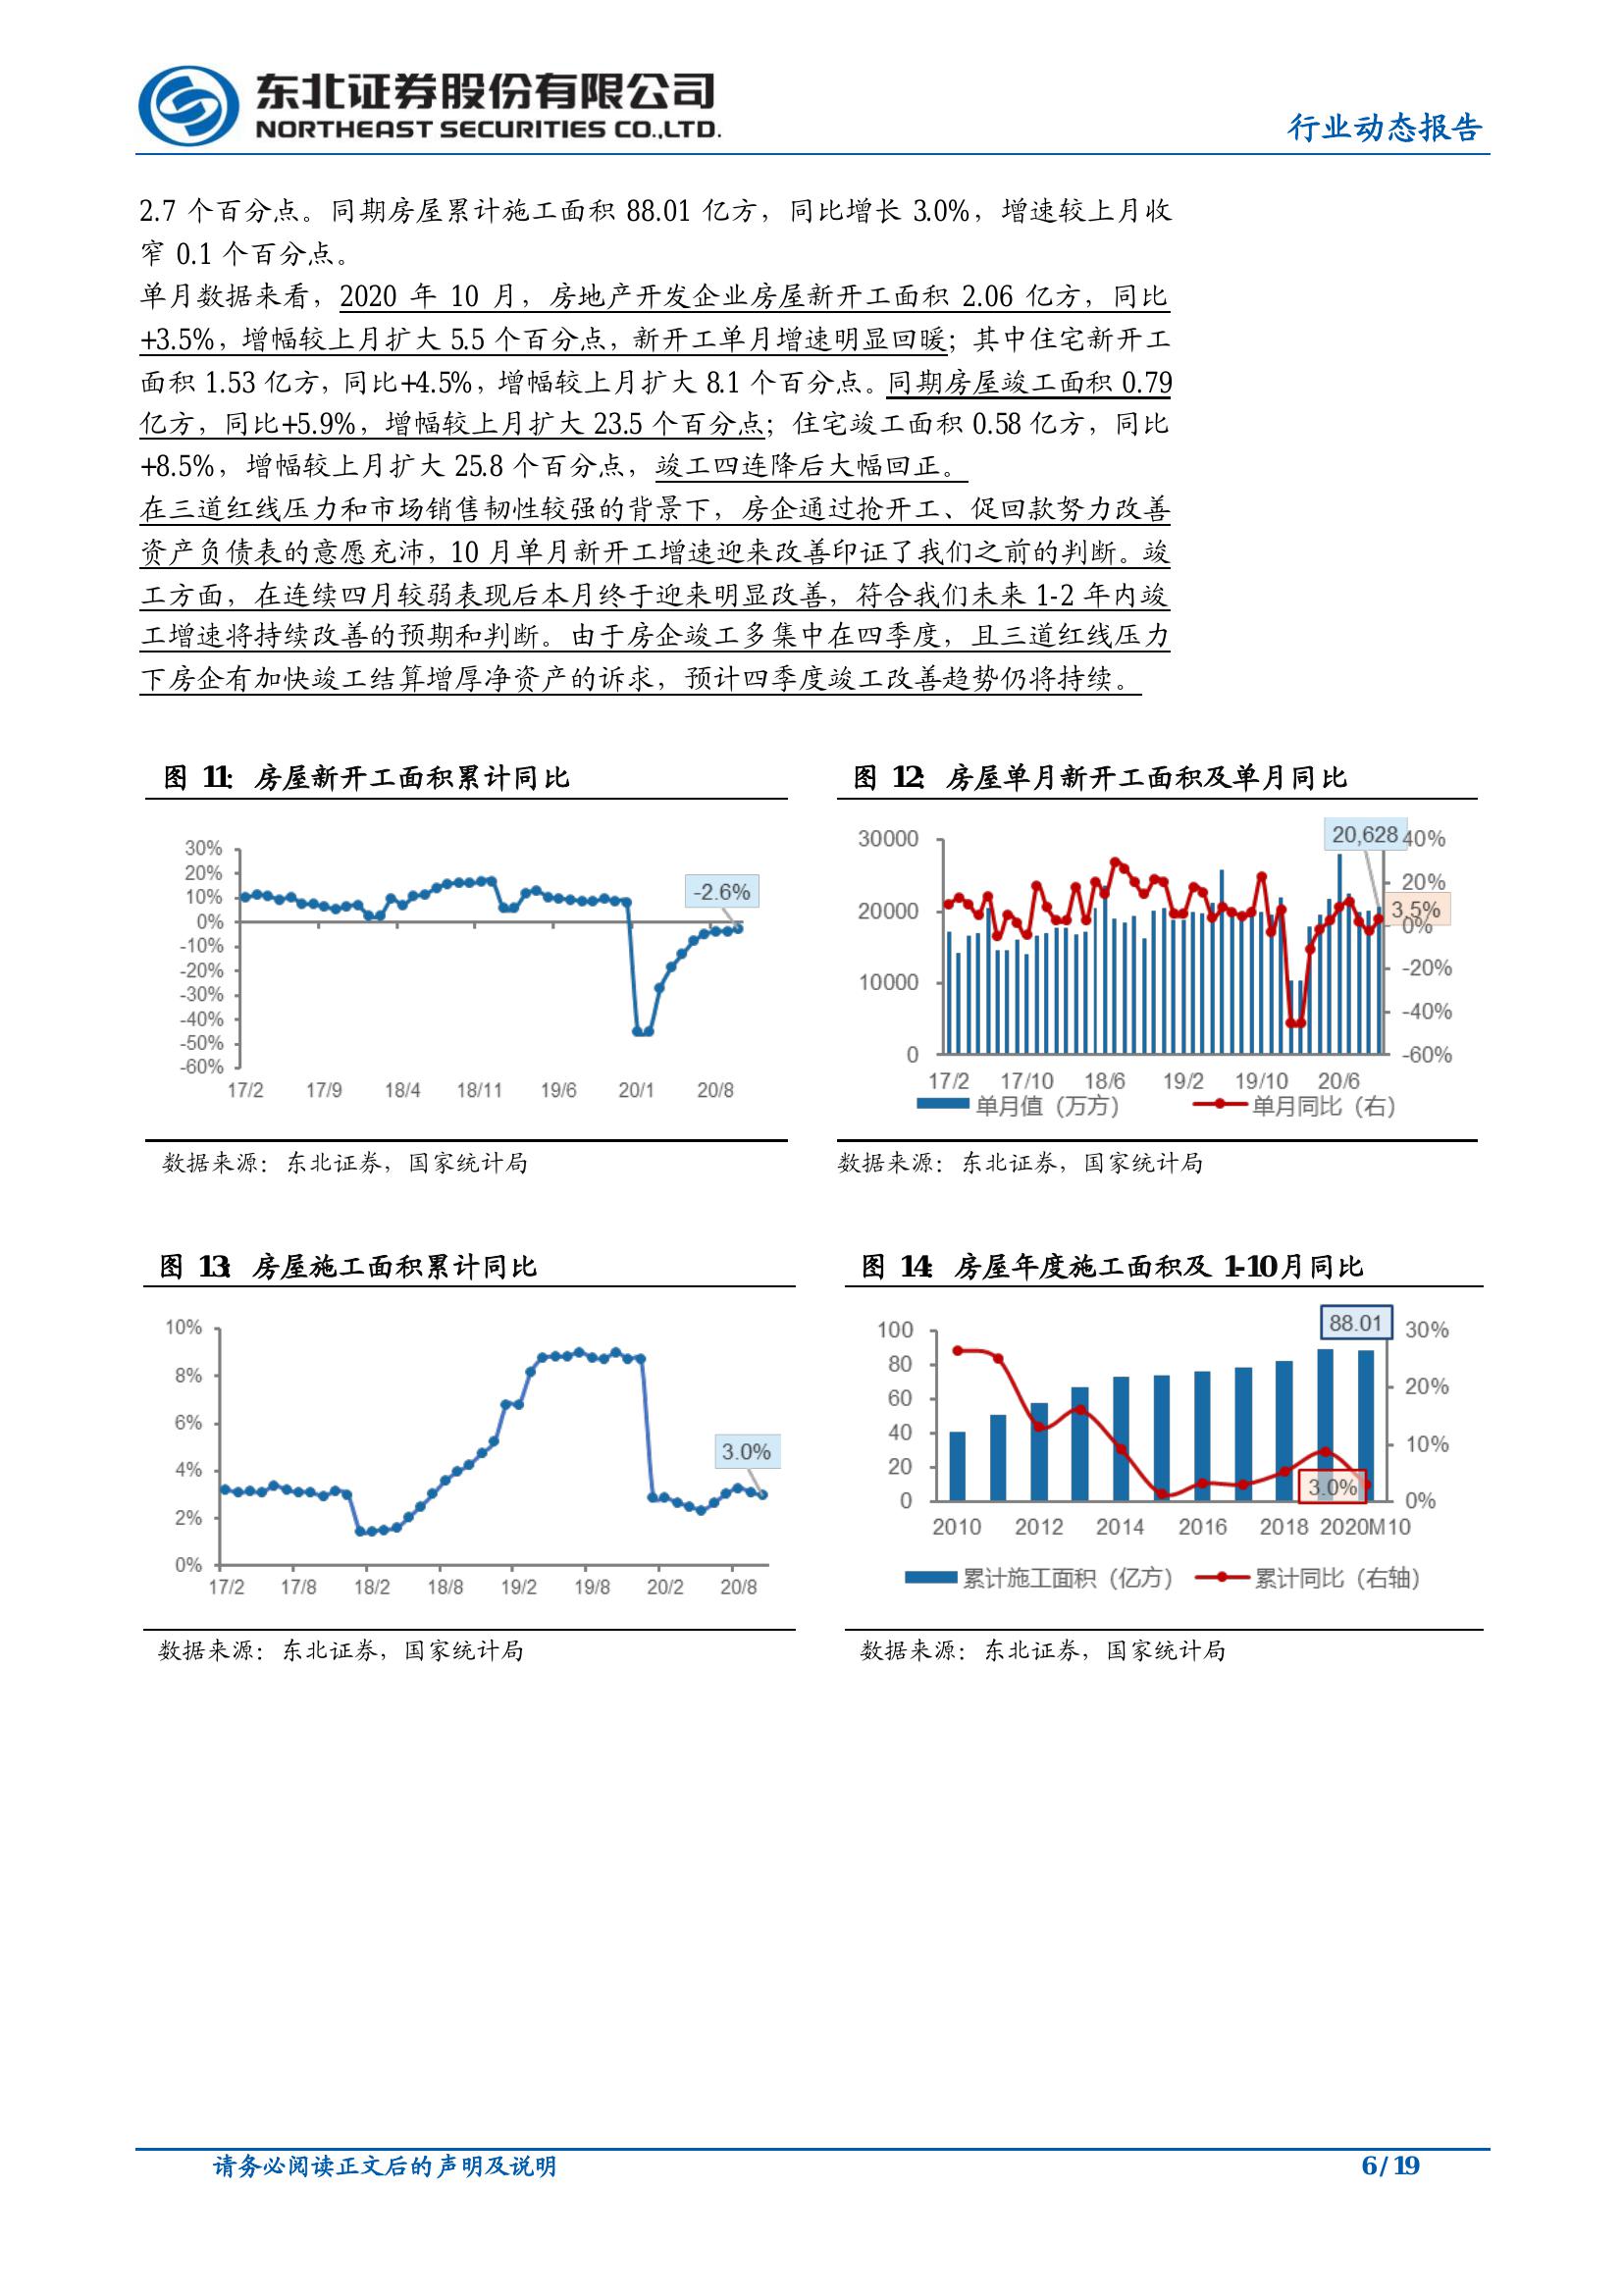 东北证券股份有限公司
NORTHEAST SECURITIES CO.,LTD.
行业动态报告
2.7 个百分点。同期房屋累计施工面积 88.01 亿方，同比增长 3.0%，增速较上月收
窄 0.1 个百分点。
单月数据来看，2020 年 10 月，房地产开发企业房屋新开工面积 2.06 亿方，同比
+3.5%，增幅较上月扩大 5.5 个百分点，新开工单月增速明显回暖；其中住宅新开工
面积 1.53 亿方，同比+4.5%，增幅较上月扩大 8.1 个百分点。同期房屋竣工面积 0.79
亿方，同比+5.9%，增幅较上月扩大 23.5 个百分点；住宅竣工面积 0.58 亿方，同比
+8.5%，增幅较上月扩大 25.8 个百分点，竣工四连降后大幅回正。
在三道红线压力和市场销售韧性较强的背景下，房企通过抢开工、促回款努力改善
资产负债表的意愿充沛，10 月单月新开工增速迎来改善印证了我们之前的判断。竣
工方面，在连续四月较弱表现后本月终于迎来明显改善，符合我们未来 1-2 年内竣
工增速将持续改善的预期和判断。由于房企竣工多集中在四季度，且三道红线压力
下房企有加快竣工结算增厚净资产的诉求，预计四季度竣工改善趋势仍将持续。
图 11：房屋新开工面积累计同比
30%
20%
10%
0%
-10%
-20%
-30%
-40%
-50%
-60%
-2.6%
17/2 17/9 18/4 18/11 19/6 20/1 20/8
数据来源：东北证券，国家统计局
图 12：房屋单月新开工面积及单月同比
30000
20000
10000
0
20,628
3.5%
40%
20%
0%
-20%
-40%
-60%
17/2 17/10 18/6 19/2 19/10 20/6
单月值（万方） 单月同比（右）
数据来源：东北证券，国家统计局
图 13：房屋施工面积累计同比
10%
8%
6%
4%
2%
0%
3.0%
17/2 17/8 18/2 18/8 19/2 19/8 20/2 20/8
数据来源：东北证券，国家统计局
图 14：房屋年度施工面积及 1-10 月同比
100
80
60
40
20
0
88.01
3.0%
30%
20%
10%
0%
2010 2012 2014 2016 2018 2020M10
累计施工面积（亿方） 累计同比（右轴）
数据来源：东北证券，国家统计局
请务必阅读正文后的声明及说明
6 / 19